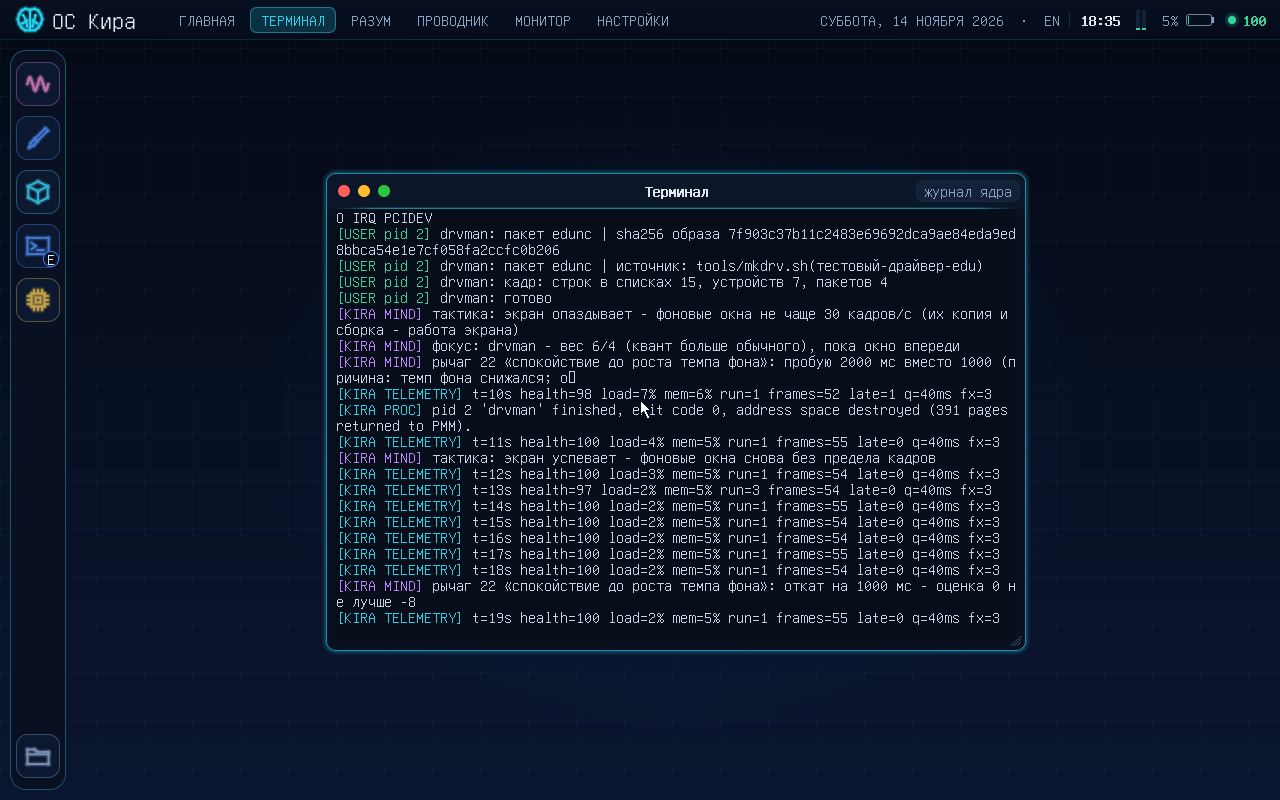 ОС Кира ГЛАВНАЯ ТЕРМИНАЛ РАЗУМ ПРОВОДНИК МОНИТОР НАСТРОЙКИ СУББОТА, 14 НОЯБРЯ 2026 · EN 18:35 5% 100
Терминал журнал ядра
O IRQ PCIDEV
[USER pid 2] drvman: пакет edunc | sha256 образа 7f903c37b11c2483e69692dca9ae84eda9ed
8bbca54e1e7cf058fa2ccfc0b206
[USER pid 2] drvman: пакет edunc | источник: tools/mkdrv.sh(тестовый-драйвер-edu)
[USER pid 2] drvman: кадр: строк в списках 15, устройств 7, пакетов 4
[USER pid 2] drvman: готово
[KIRA MIND] тактика: экран опаздывает - фоновые окна не чаще 30 кадров/с (их копия и
сборка - работа экрана)
[KIRA MIND] фокус: drvman - вес 6/4 (квант больше обычного), пока окно впереди
[KIRA MIND] рычаг 22 «спокойствие до роста темпа фона»: пробую 2000 мс вместо 1000 (п
ричина: темп фона снижался; о
[KIRA TELEMETRY] t=10s health=98 load=7% mem=6% run=1 frames=52 late=1 q=40ms fx=3
[KIRA PROC] pid 2 'drvman' finished, exit code 0, address space destroyed (391 pages
returned to PMM).
[KIRA TELEMETRY] t=11s health=100 load=4% mem=5% run=1 frames=55 late=0 q=40ms fx=3
[KIRA MIND] тактика: экран успевает - фоновые окна снова без предела кадров
[KIRA TELEMETRY] t=12s health=100 load=3% mem=5% run=1 frames=54 late=0 q=40ms fx=3
[KIRA TELEMETRY] t=13s health=97 load=2% mem=5% run=3 frames=54 late=0 q=40ms fx=3
[KIRA TELEMETRY] t=14s health=100 load=2% mem=5% run=1 frames=55 late=0 q=40ms fx=3
[KIRA TELEMETRY] t=15s health=100 load=2% mem=5% run=1 frames=54 late=0 q=40ms fx=3
[KIRA TELEMETRY] t=16s health=100 load=2% mem=5% run=1 frames=54 late=0 q=40ms fx=3
[KIRA TELEMETRY] t=17s health=100 load=2% mem=5% run=1 frames=55 late=0 q=40ms fx=3
[KIRA TELEMETRY] t=18s health=100 load=2% mem=5% run=1 frames=54 late=0 q=40ms fx=3
[KIRA MIND] рычаг 22 «спокойствие до роста темпа фона»: откат на 1000 мс - оценка 0 н
е лучше -8
[KIRA TELEMETRY] t=19s health=100 load=2% mem=5% run=1 frames=55 late=0 q=40ms fx=3
E